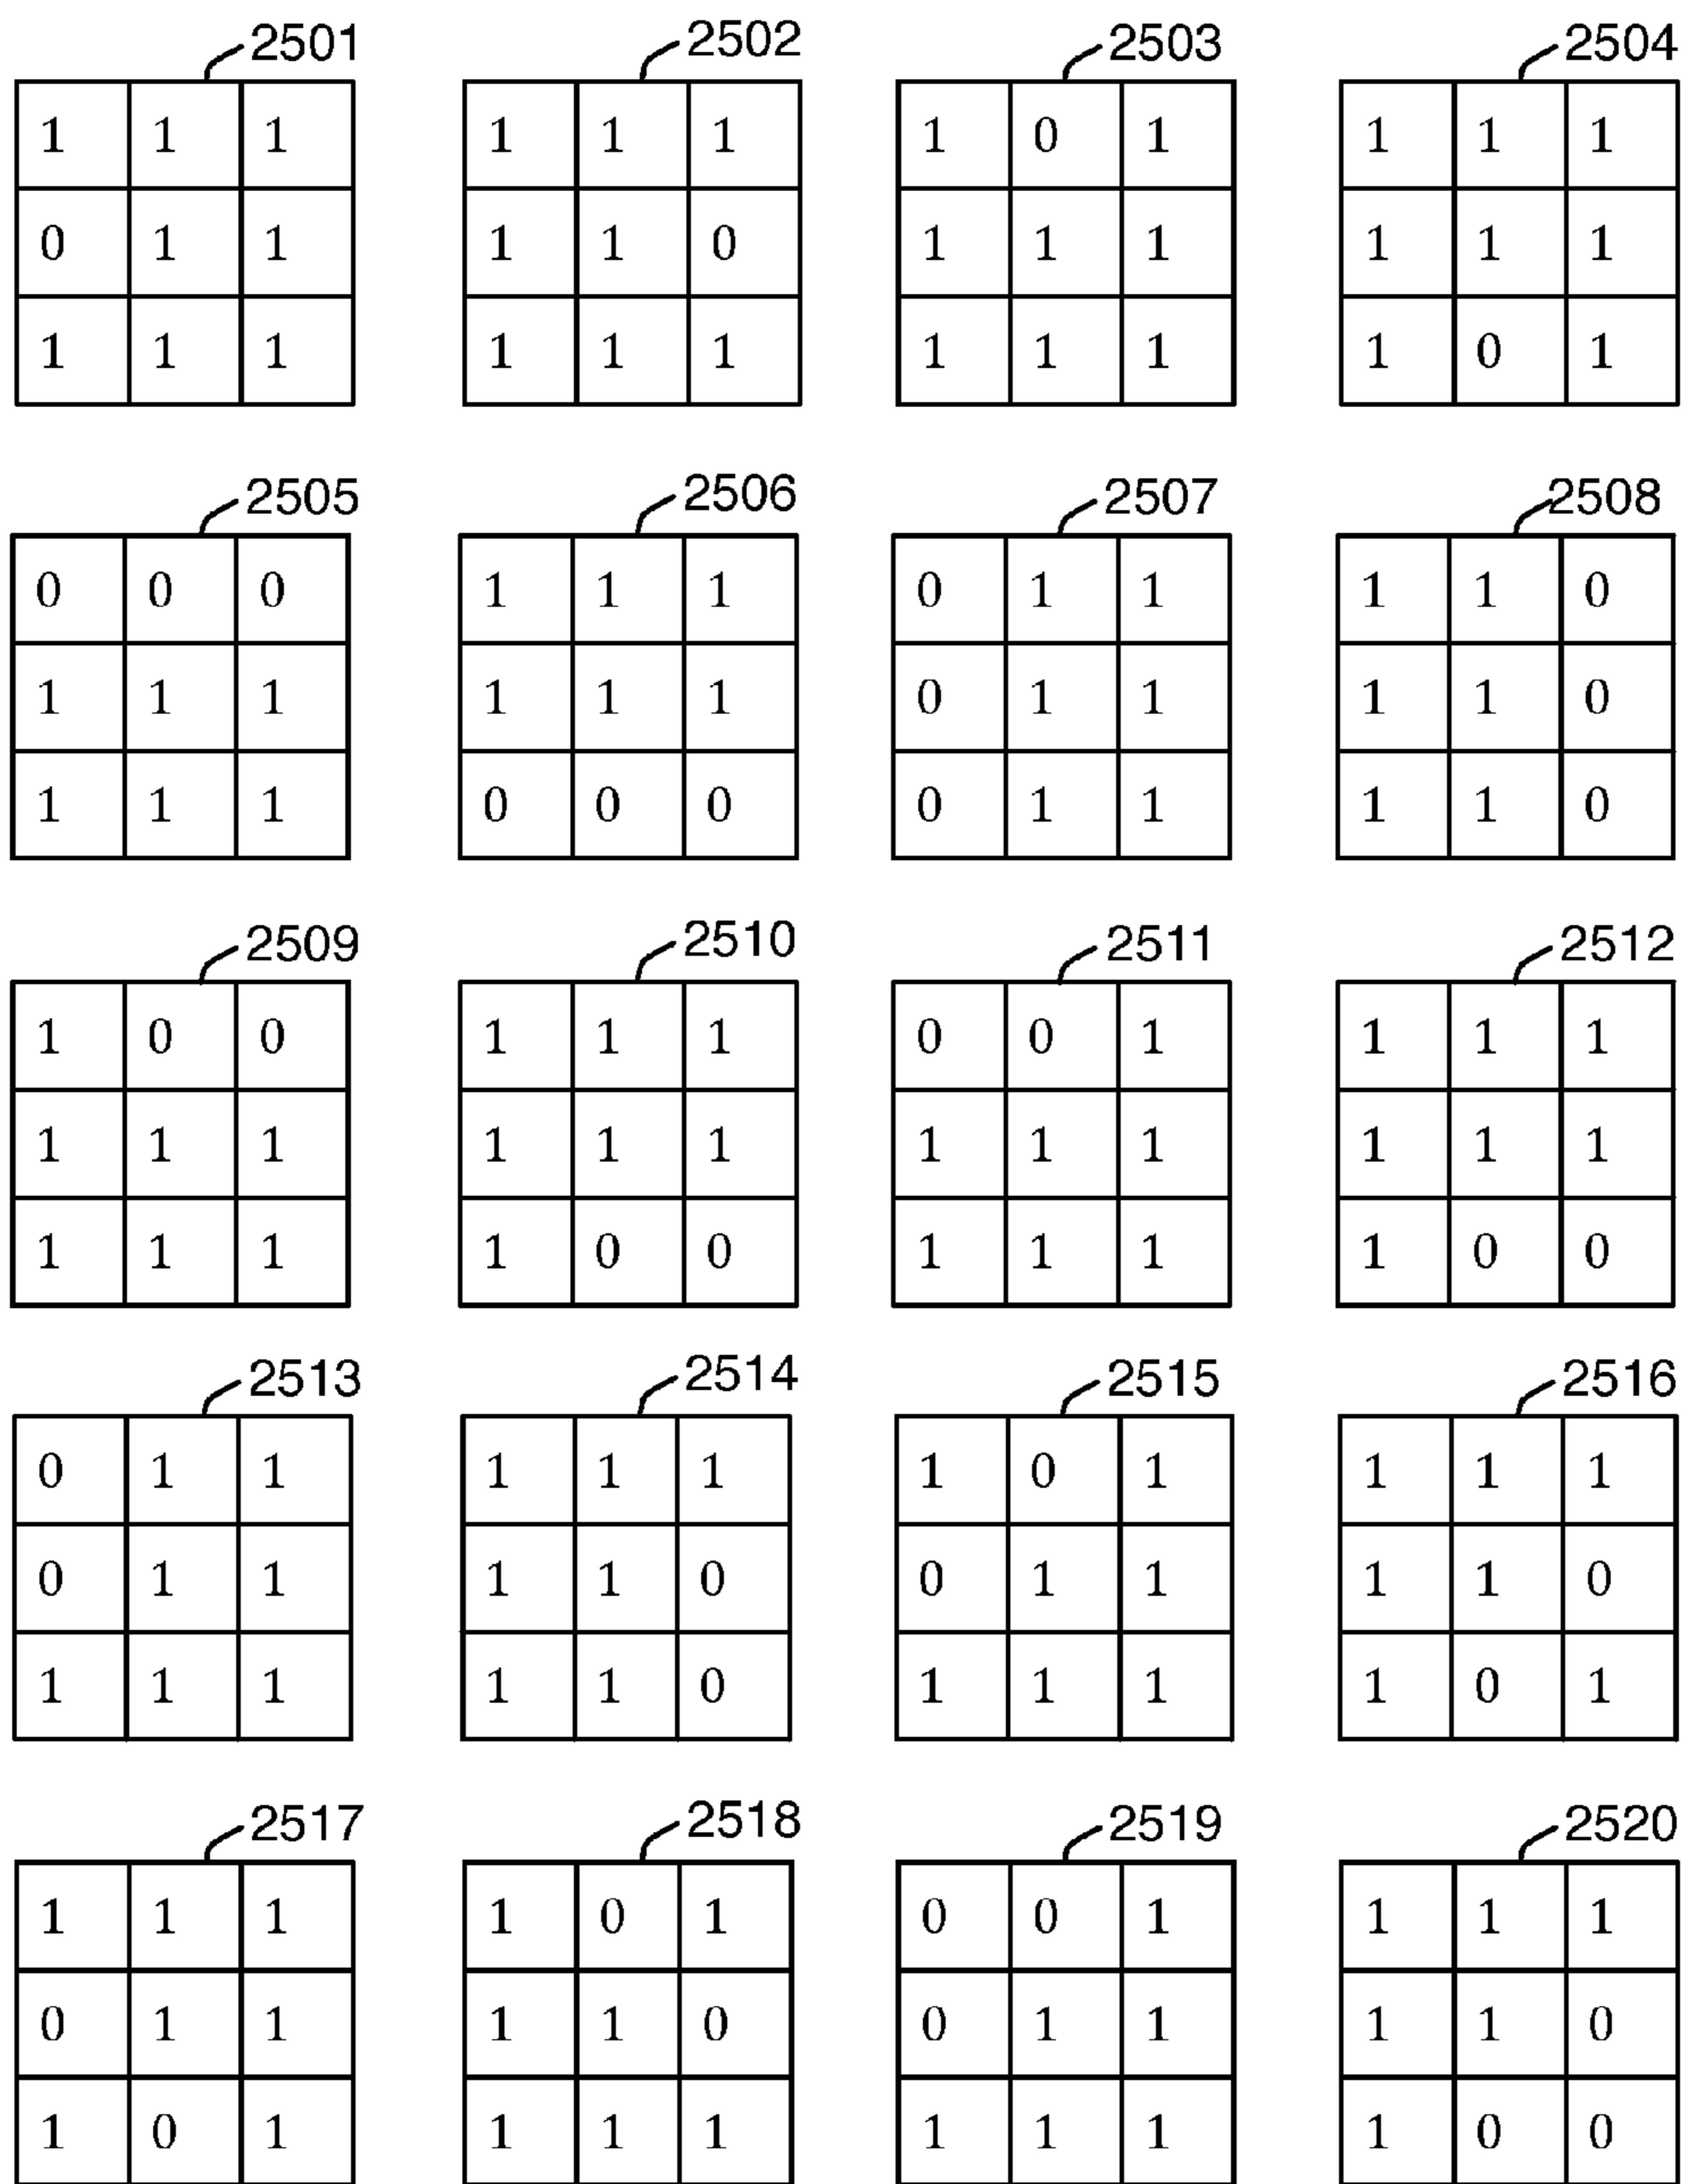 2501 2502 2503 2504
1 1 1 1 1 1 1 0 1 1 1 1
0 1 1 1 1 0 1 1 1 1 1 1
1 1 1 1 1 1 1 1 1 1 0 1
2505 2506 2507 2508
0 0 0 1 1 1 0 1 1 1 1 0
1 1 1 1 1 1 0 1 1 1 1 0
1 1 1 0 0 0 0 1 1 1 1 0
2509 2510 2511 2512
1 0 0 1 1 1 0 0 1 1 1 1
1 1 1 1 1 1 1 1 1 1 1 1
1 1 1 1 0 0 1 1 1 1 0 0
2513 2514 2515 2516
0 1 1 1 1 1 1 0 1 1 1 1
0 1 1 1 1 0 0 1 1 1 1 0
1 1 1 1 1 0 1 1 1 1 0 1
2517 2518 2519 2520
1 1 1 1 0 1 0 0 1 1 1 1
0 1 1 1 1 0 0 1 1 1 1 0
1 0 1 1 1 1 1 1 1 1 0 0